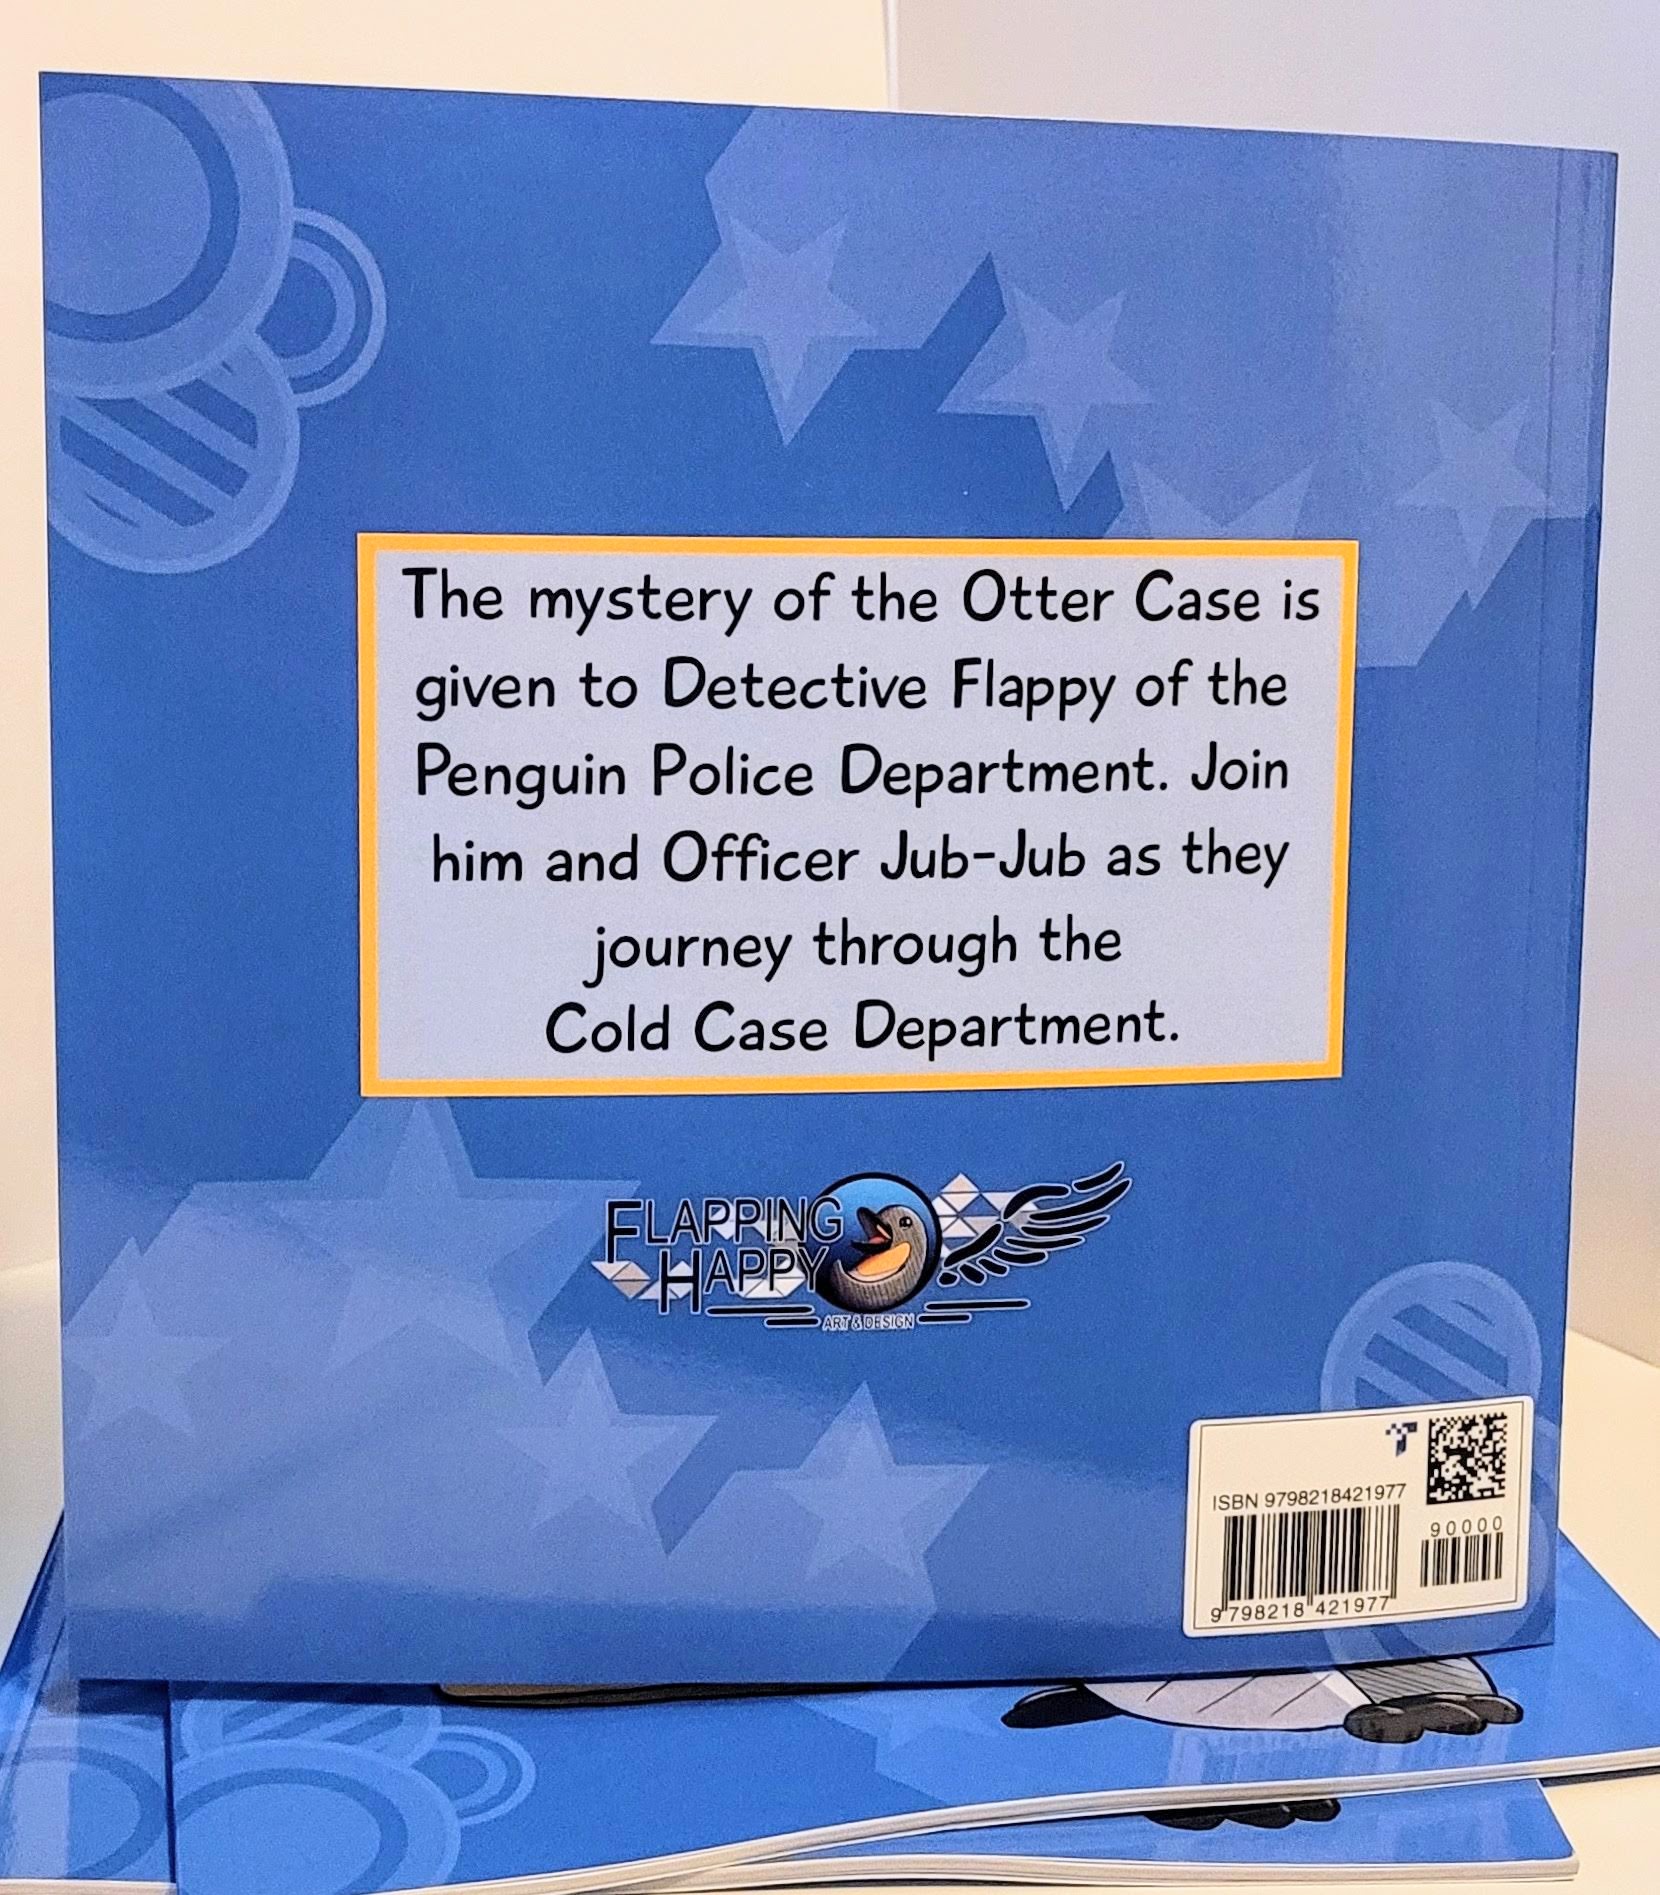 The mystery of the Otter Case is
given to Detective Flappy of the
Penguin Police Department. Join
him and Officer Jub-Jub as they
journey through the
Cold Case Department.
FLAPPING
HAPPY
ART & DESIGN
ISBN 9798218421977
90000
9 798218 421977